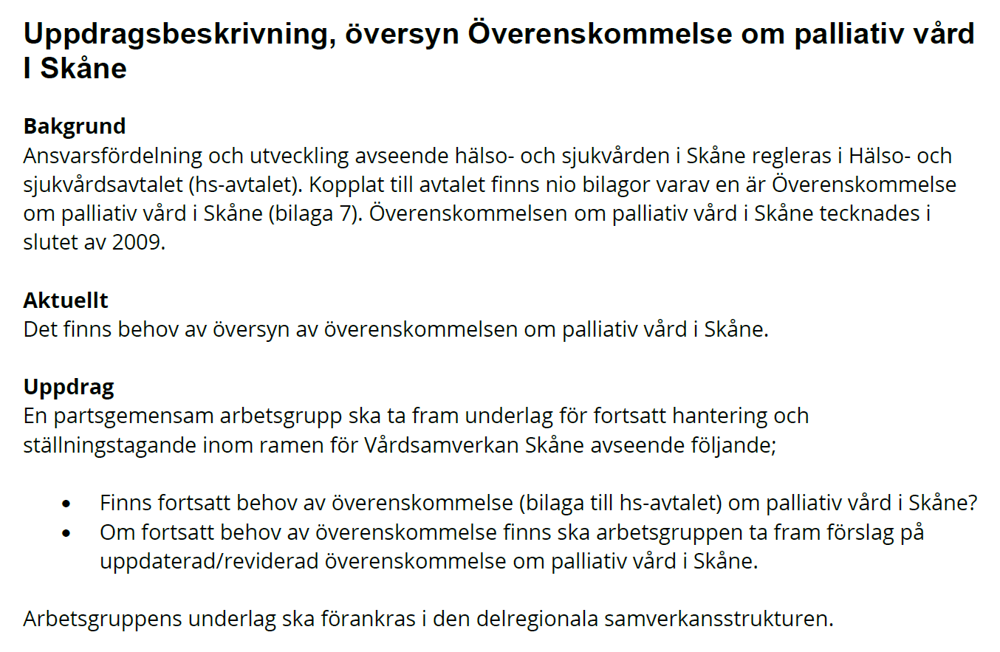 Uppdragsbeskrivning, översyn Överenskommelse om palliativ vård
I Skåne
Bakgrund
Ansvarsfördelning och utveckling avseende hälso- och sjukvården i Skåne regleras i Hälso- och
sjukvårdsavtalet (hs-avtalet). Kopplat till avtalet finns nio bilagor varav en är Överenskommelse
om palliativ vård i Skåne (bilaga 7). Överenskommelsen om palliativ vård i Skåne tecknades i
slutet av 2009.
Aktuellt
Det finns behov av översyn av överenskommelsen om palliativ vård i Skåne.
Uppdrag
En partsgemensam arbetsgrupp ska ta fram underlag för fortsatt hantering och
ställningstagande inom ramen för Vårdsamverkan Skåne avseende följande;
• Finns fortsatt behov av överenskommelse (bilaga till hs-avtalet) om palliativ vård i Skåne?
• Om fortsatt behov av överenskommelse finns ska arbetsgruppen ta fram förslag på
uppdaterad/reviderad överenskommelse om palliativ vård i Skåne.
Arbetsgruppens underlag ska förankras i den delregionala samverkansstrukturen.